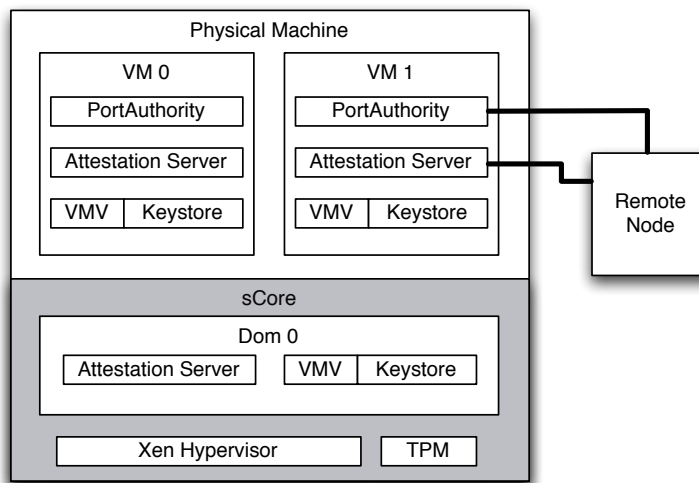 Physical Machine
VM 0
VM 1
PortAuthority
PortAuthority
Attestation Server
Attestation Server
VMV
Keystore
VMV
Keystore
Remote
Node
sCore
Dom 0
Attestation Server
VMV
Keystore
Xen Hypervisor
TPM